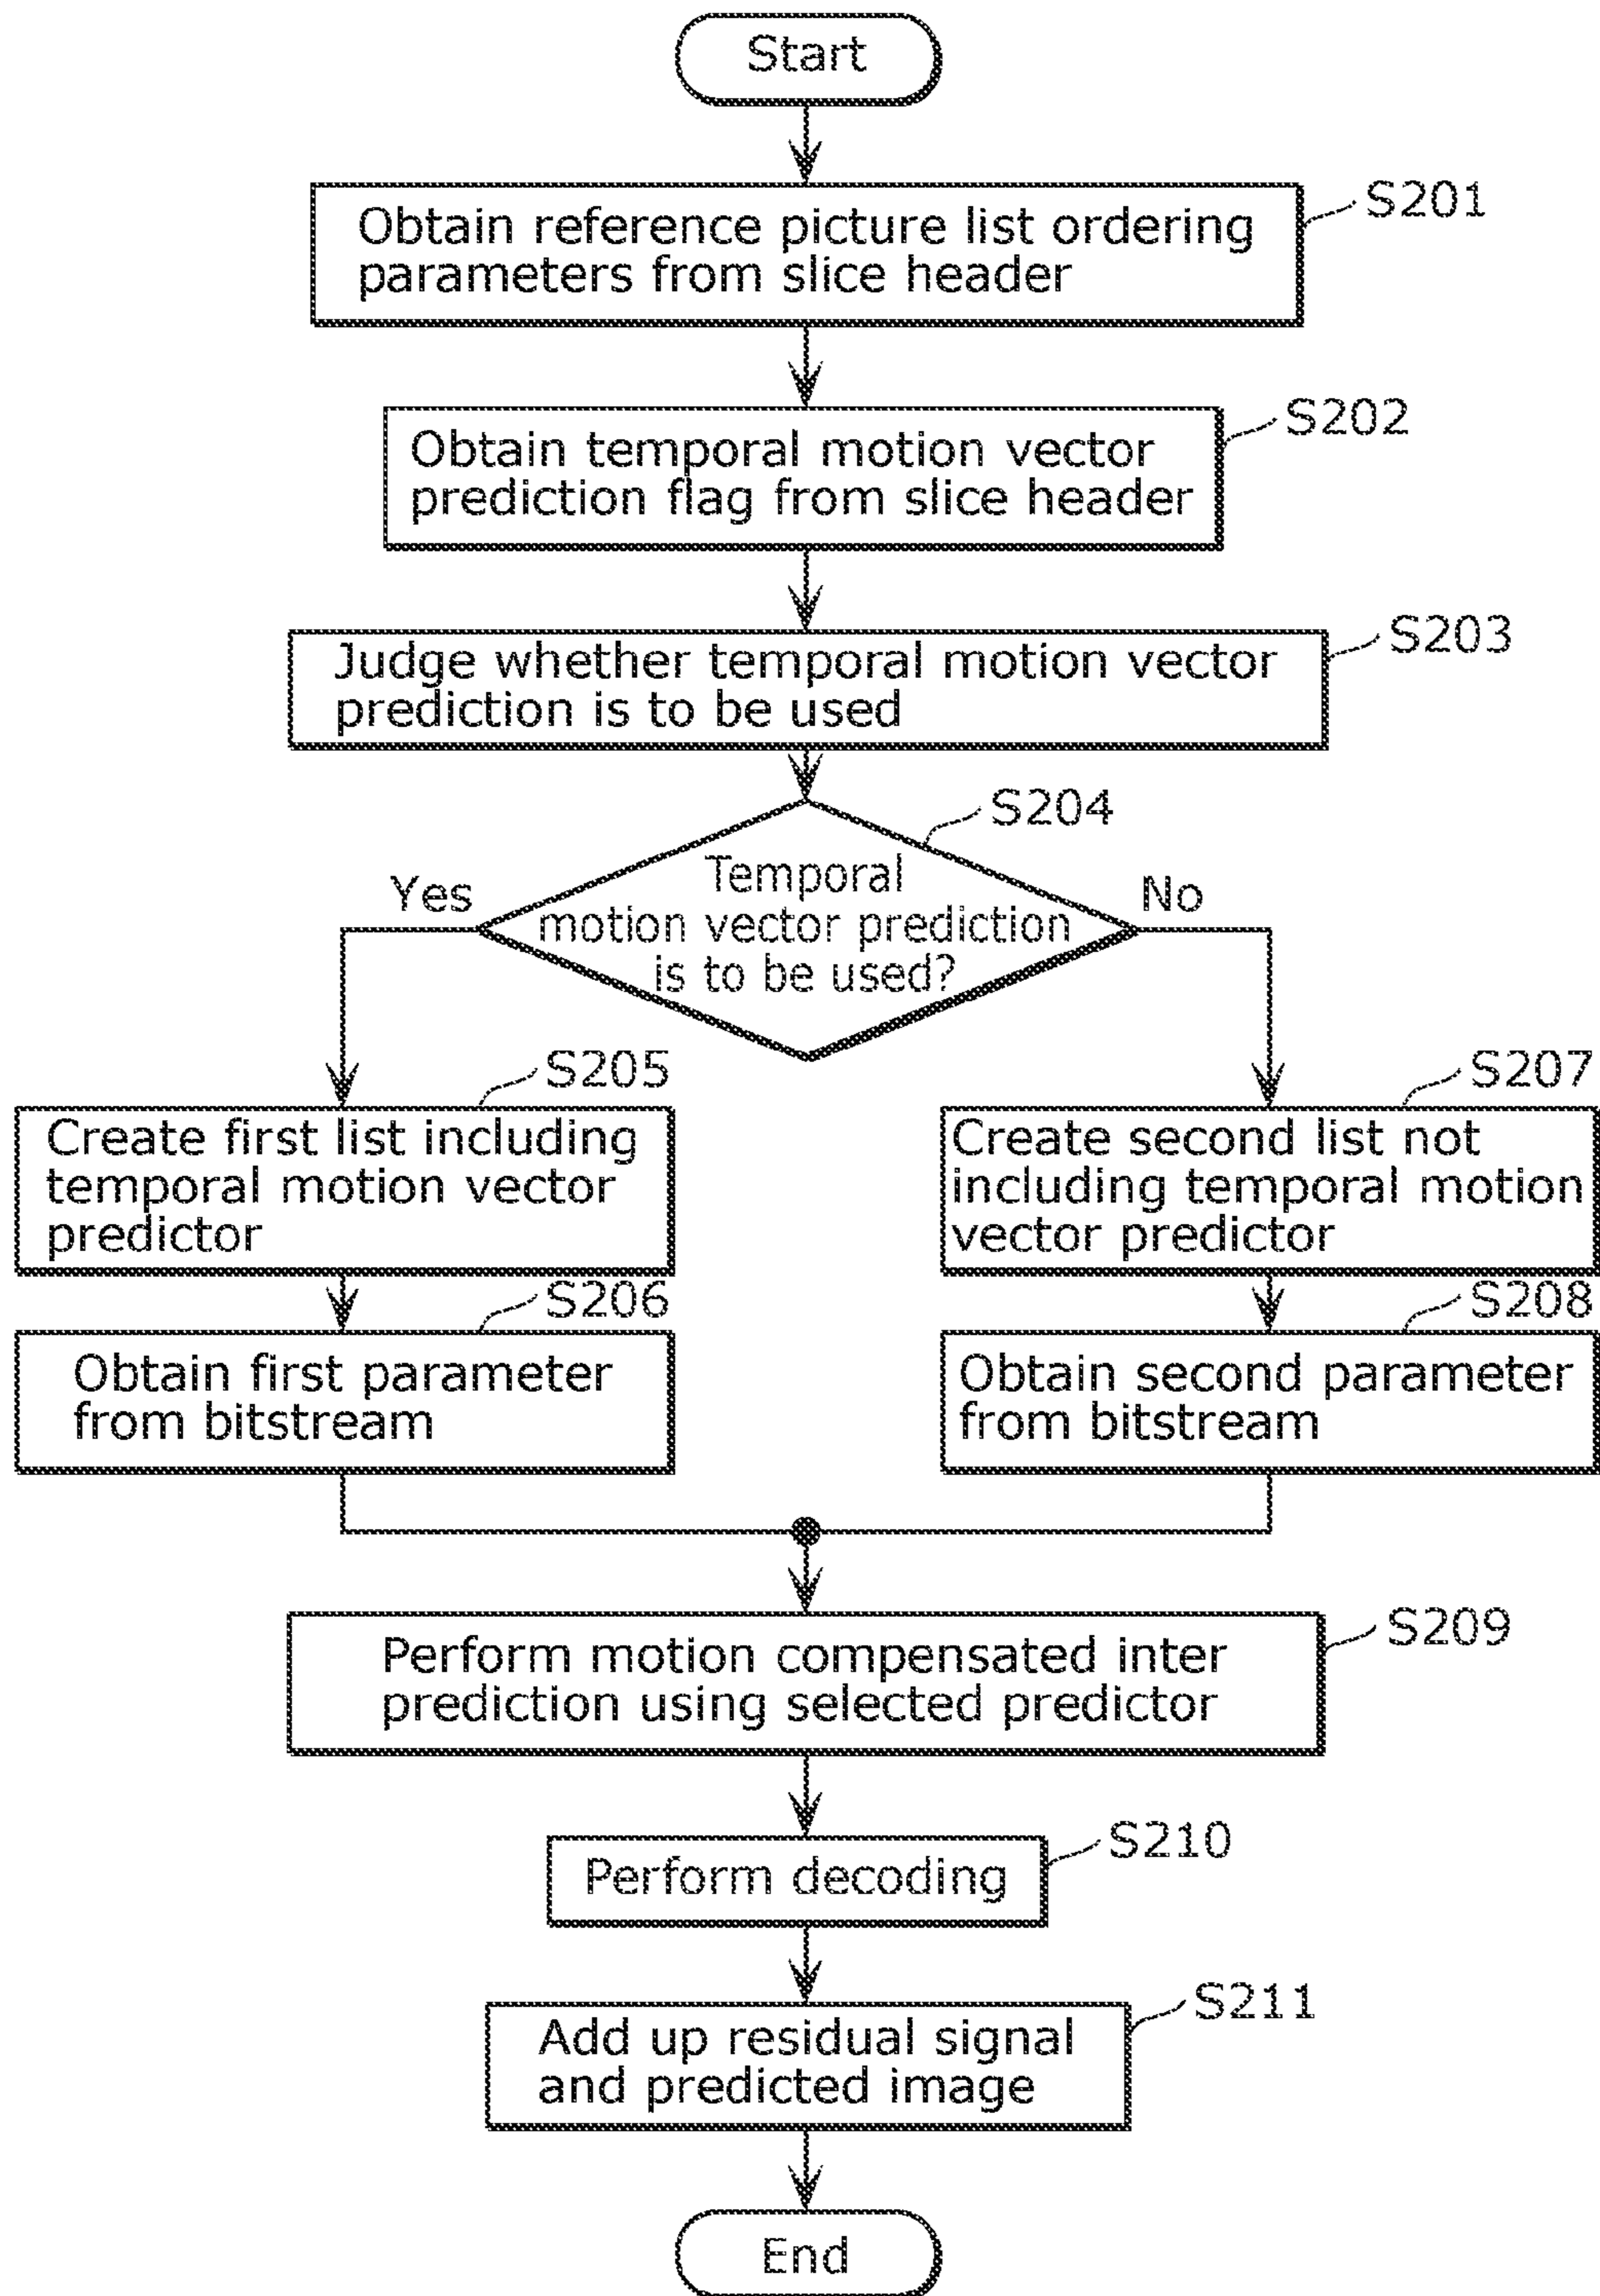 Start
S201
Obtain reference picture list ordering
parameters from slice header
S202
Obtain temporal motion vector
prediction flag from slice header
S203
Judge whether temporal motion vector
prediction is to be used
S204
Temporal
motion vector prediction
is to be used?
Yes
No
S205
Create first list including
temporal motion vector
predictor
S206
Obtain first parameter
from bitstream
S207
Create second list not
including temporal motion
vector predictor
S208
Obtain second parameter
from bitstream
S209
Perform motion compensated inter
prediction using selected predictor
S210
Perform decoding
S211
Add up residual signal
and predicted image
End